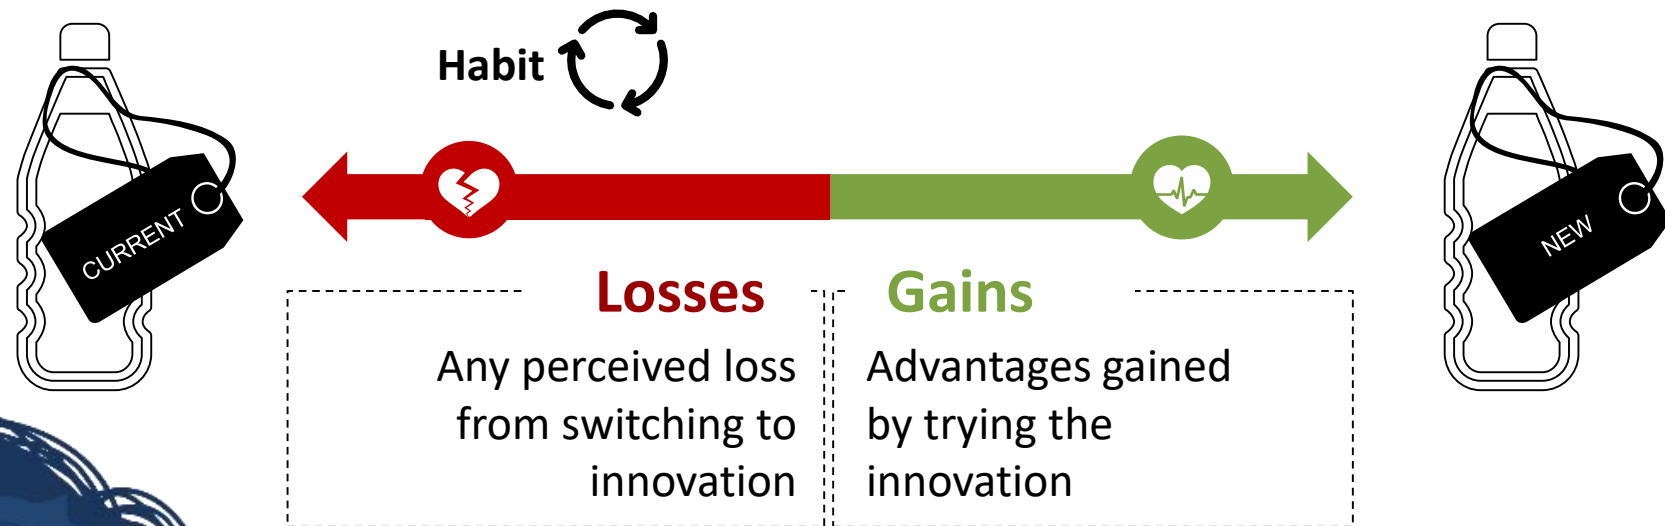 Habit
CURRENT
NEW
Losses
Any perceived loss
from switching to
innovation
Gains
Advantages gained
by trying the
innovation